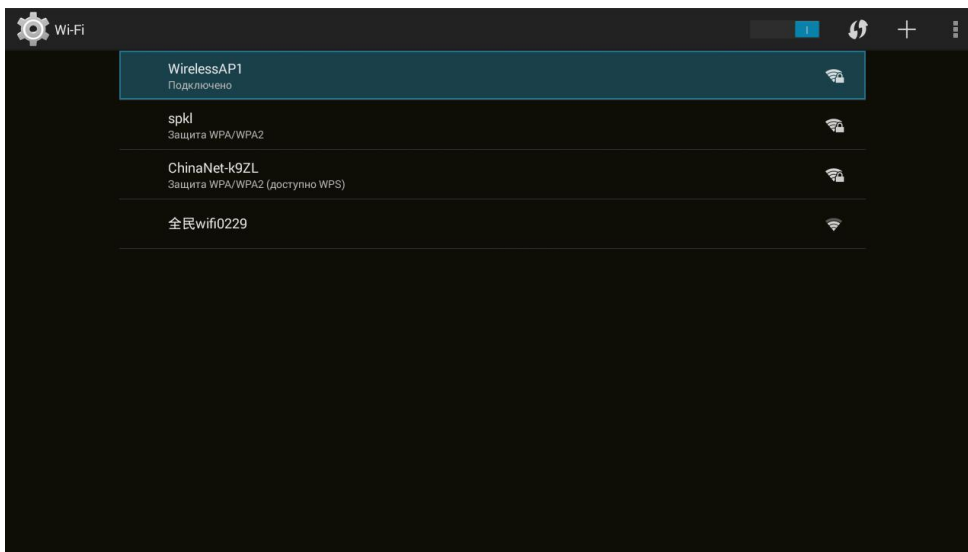 Wi-Fi
WirelessAP1
Подключено
spkl
Защита WPA/WPA2
ChinaNet-k9ZL
Защита WPA/WPA2 (доступно WPS)
全民wifi0229